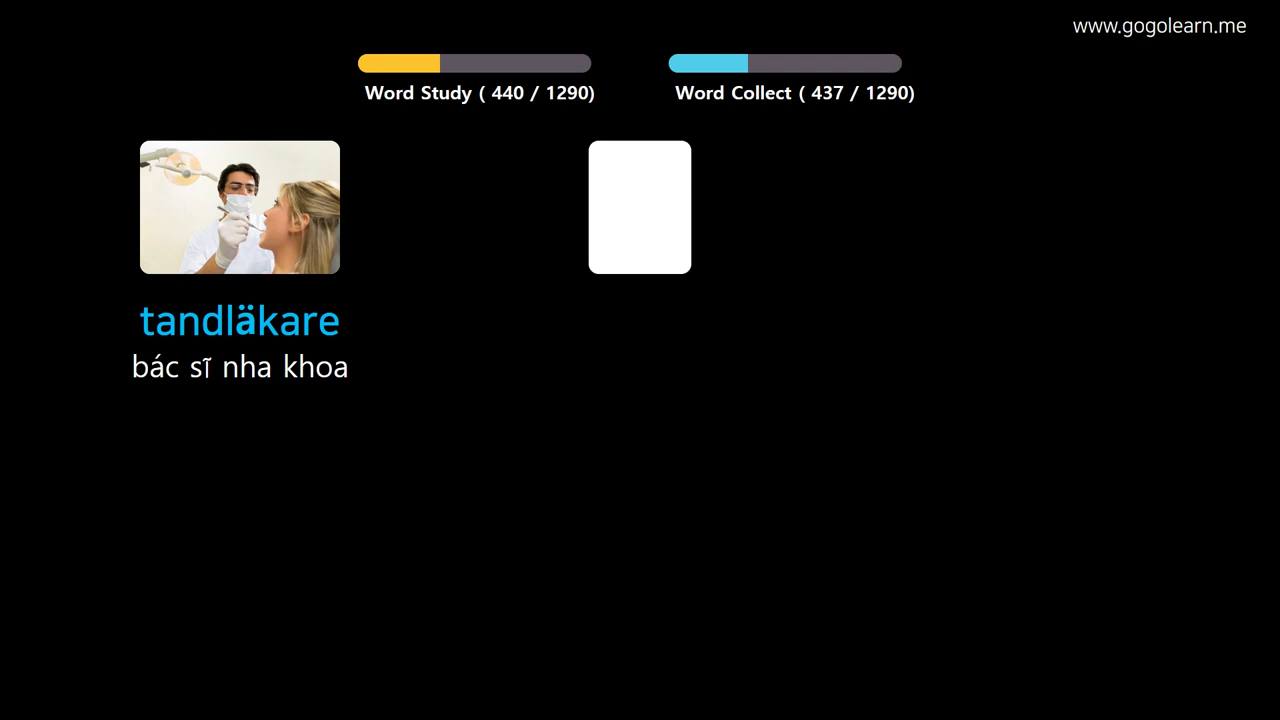 www.gogolearn.me
Word Study ( 440 / 1290)
Word Collect ( 437 / 1290)
tandläkare
bác sĩ nha khoa